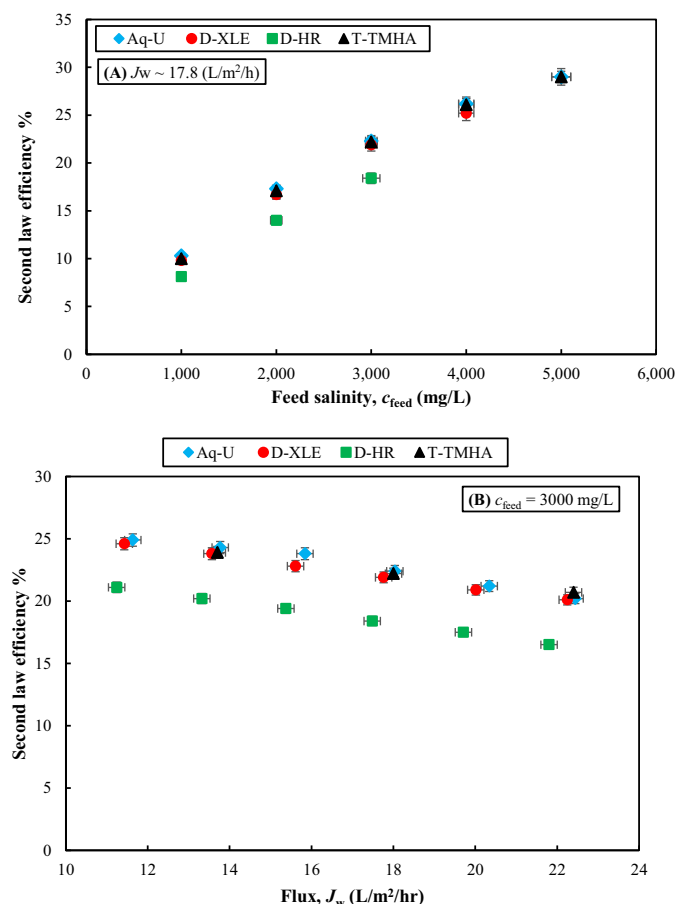 Aq-U D-XLE D-HR T-TMHA
(A) Jw ~ 17.8 (L/m²/h)
Second law efficiency %
35
30
25
20
15
10
5
0
0 1,000 2,000 3,000 4,000 5,000 6,000
Feed salinity, c_feed (mg/L)
Aq-U D-XLE D-HR T-TMHA
(B) c_feed = 3000 mg/L
Second law efficiency %
30
25
20
15
10
5
0
10 12 14 16 18 20 22 24
Flux, J_w (L/m²/hr)